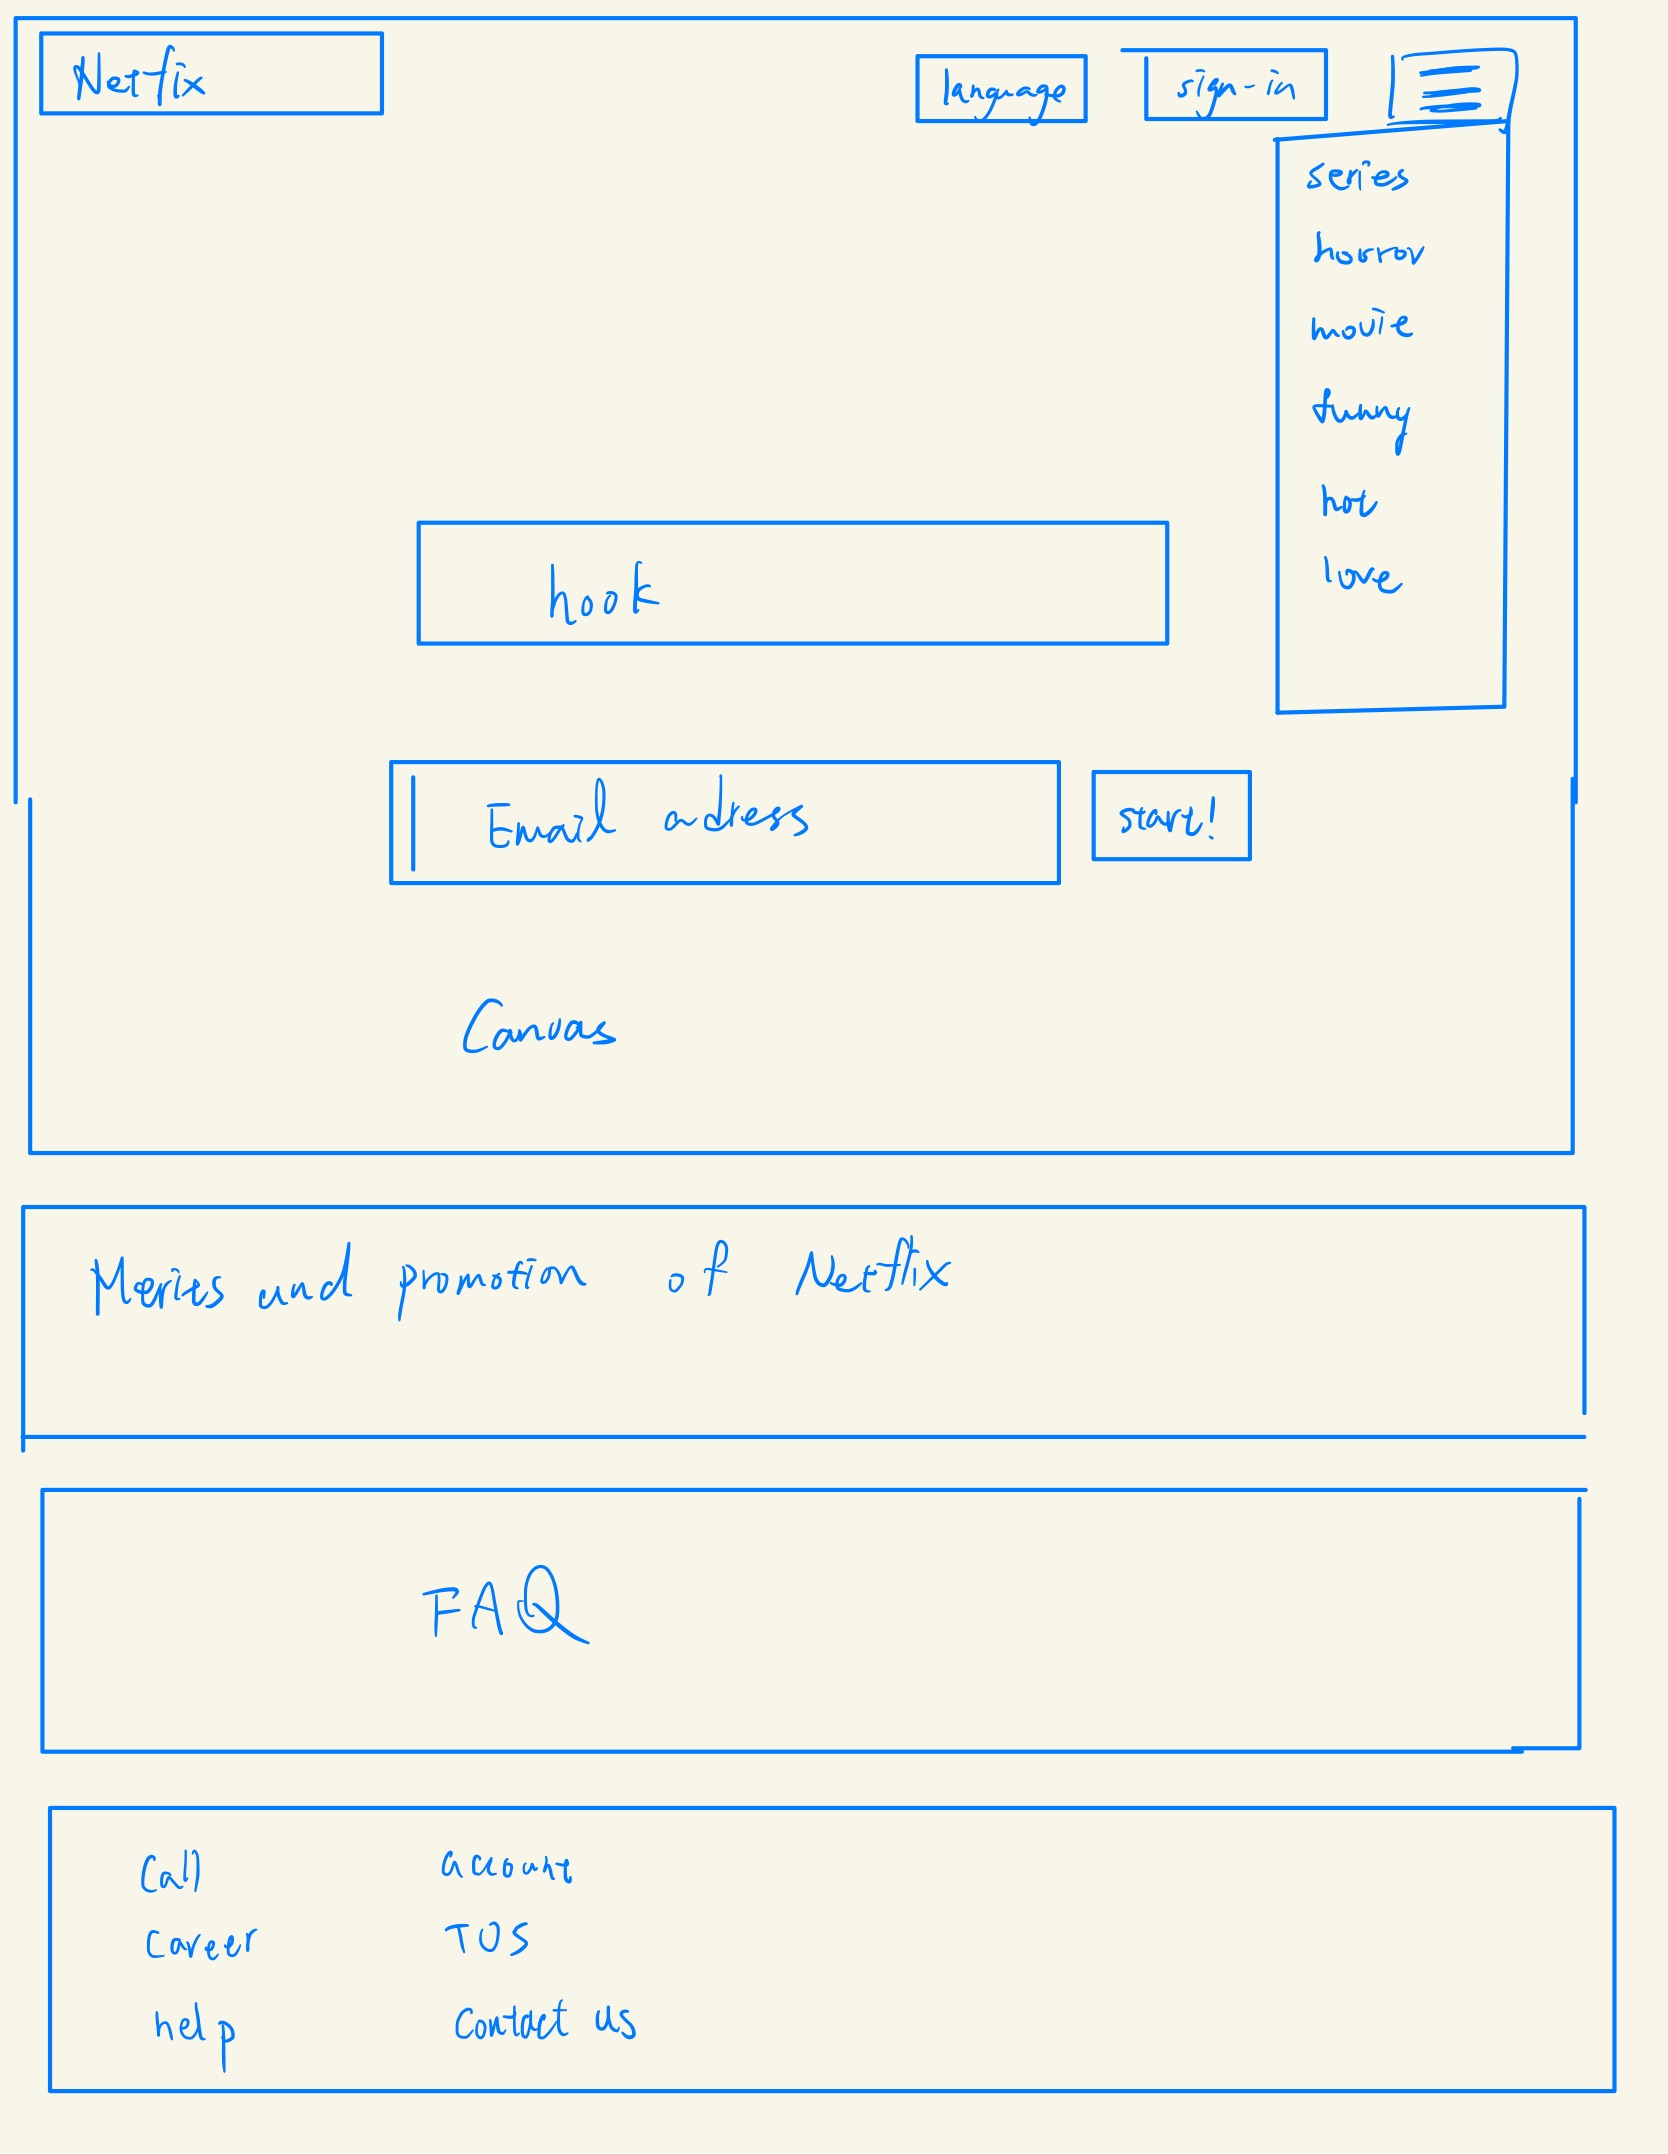 Netfix
language
sign-in
series
horror
movie
funny
hot
love
hook
Email adress
start!
Canvas
Merits and promotion of Netflix
FAQ
Call
account
Career
TOS
help
Contact us